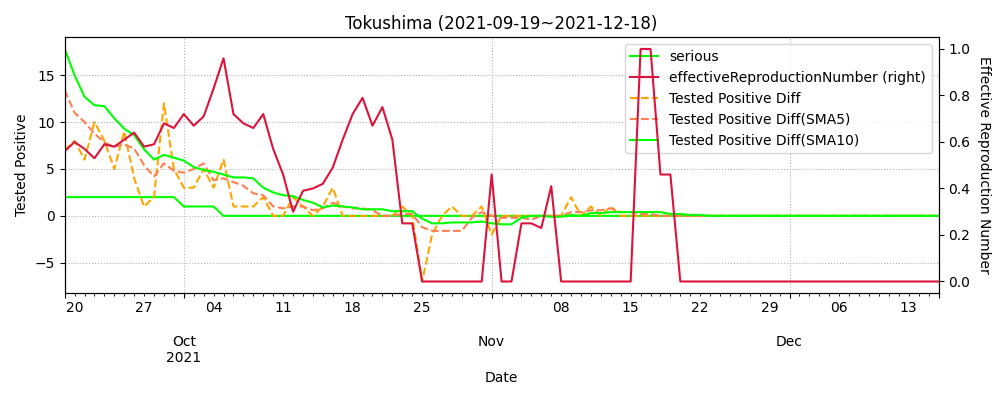 Tokushima (2021-09-19~2021-12-18)
serious
effectiveReproductionNumber (right)
Tested Positive Diff
Tested Positive Diff(SMA5)
Tested Positive Diff(SMA10)
Tested Positive
15
10
5
0
−5
1.0
0.8
0.6
0.4
0.2
0.0
Effective Reproduction Number
20 27 04 11 18 25 08 15 22 29 06 13
Oct Nov Dec
2021
Date